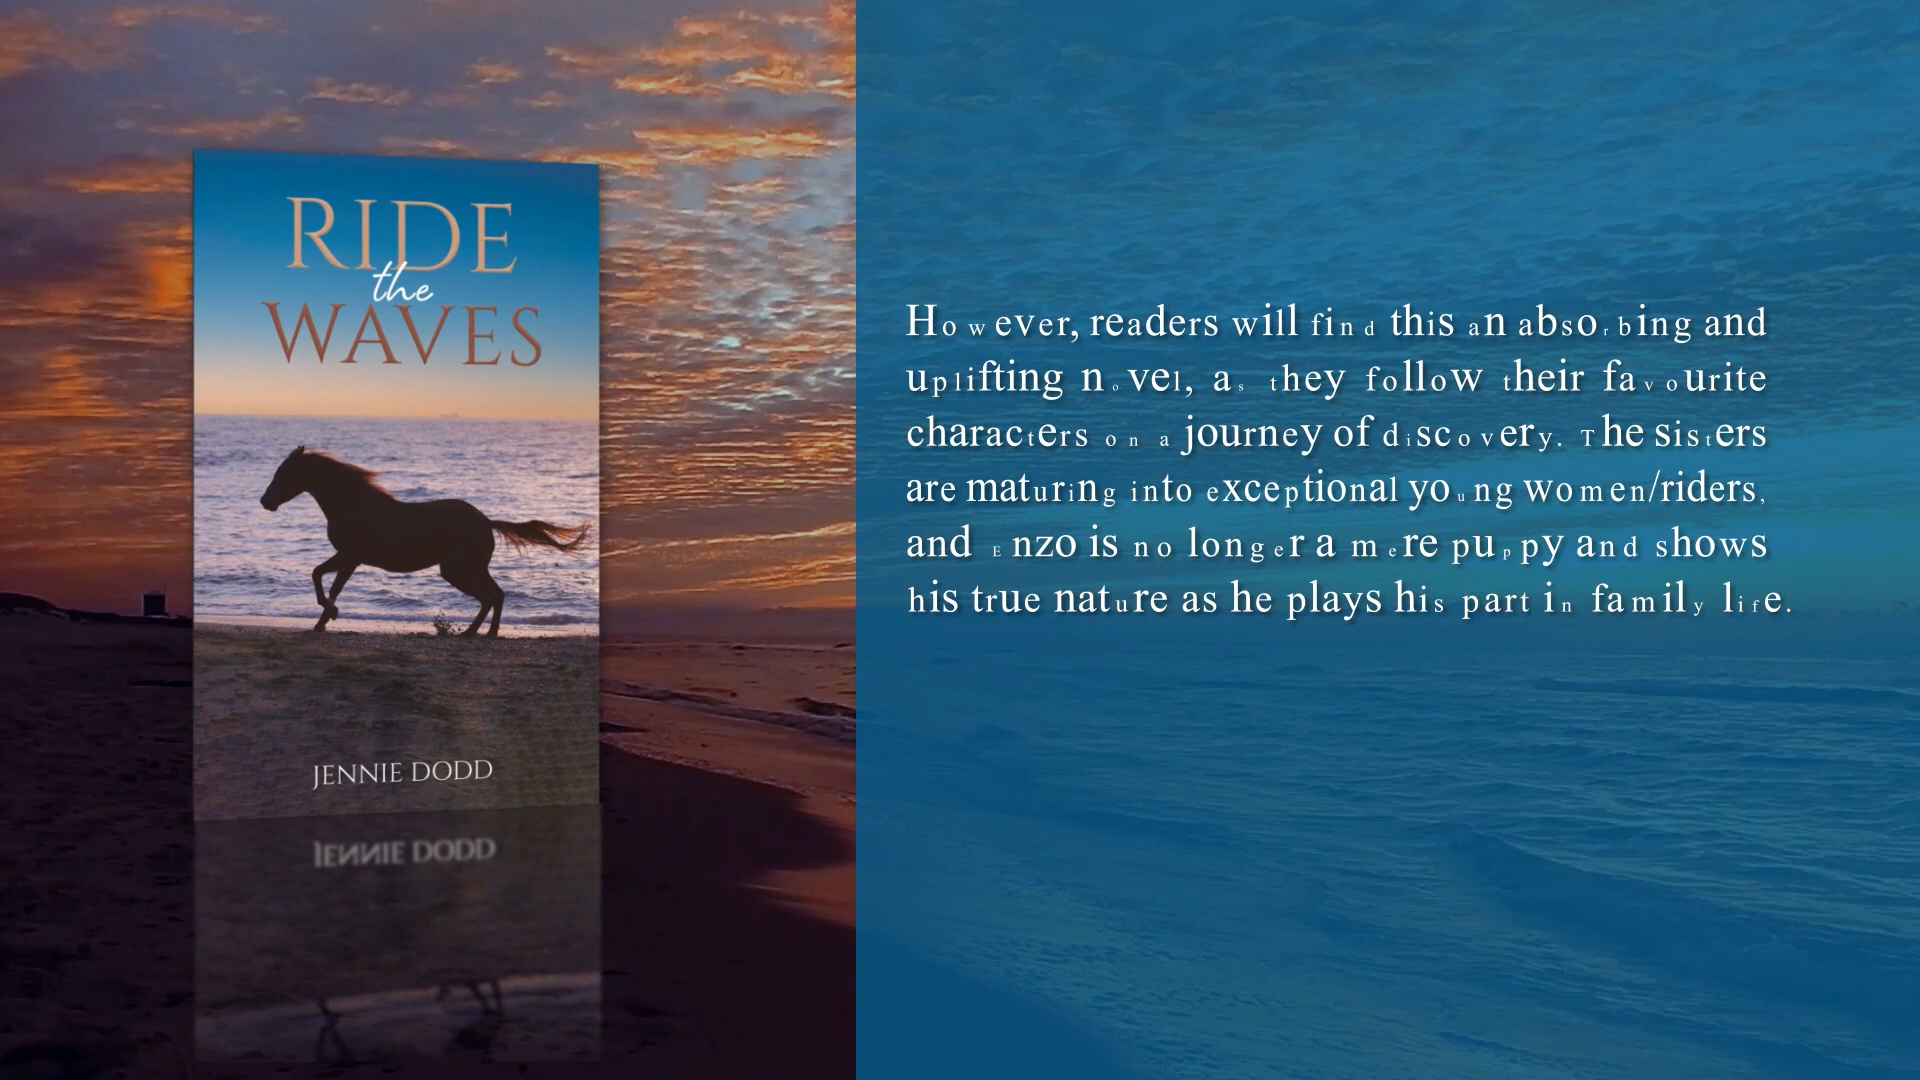 RIDE
the
WAVES
JENNIE DODD
JENNIE DODD
However, readers will find this an absorbing and
uplifting novel, as they follow their favourite
characters on a journey of discovery. The sisters
are maturing into exceptional young women/riders,
and Enzo is no longer a mere puppy and shows
his true nature as he plays his part in family life.